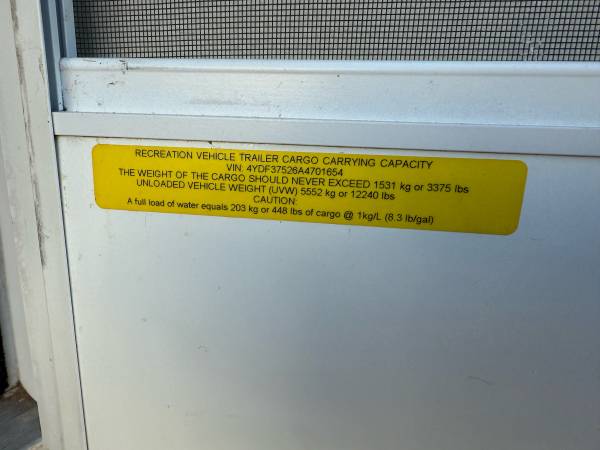 RECREATION VEHICLE TRAILER CARGO CARRYING CAPACITY
VIN: 4YDF37526A4701654
THE WEIGHT OF THE CARGO SHOULD NEVER EXCEED 1531 kg or 3375 lbs
UNLOADED VEHICLE WEIGHT (UVW) 5552 kg or 12240 lbs
CAUTION:
A full load of water equals 203 kg or 448 lbs of cargo @ 1kg/L (8.3 lb/gal)